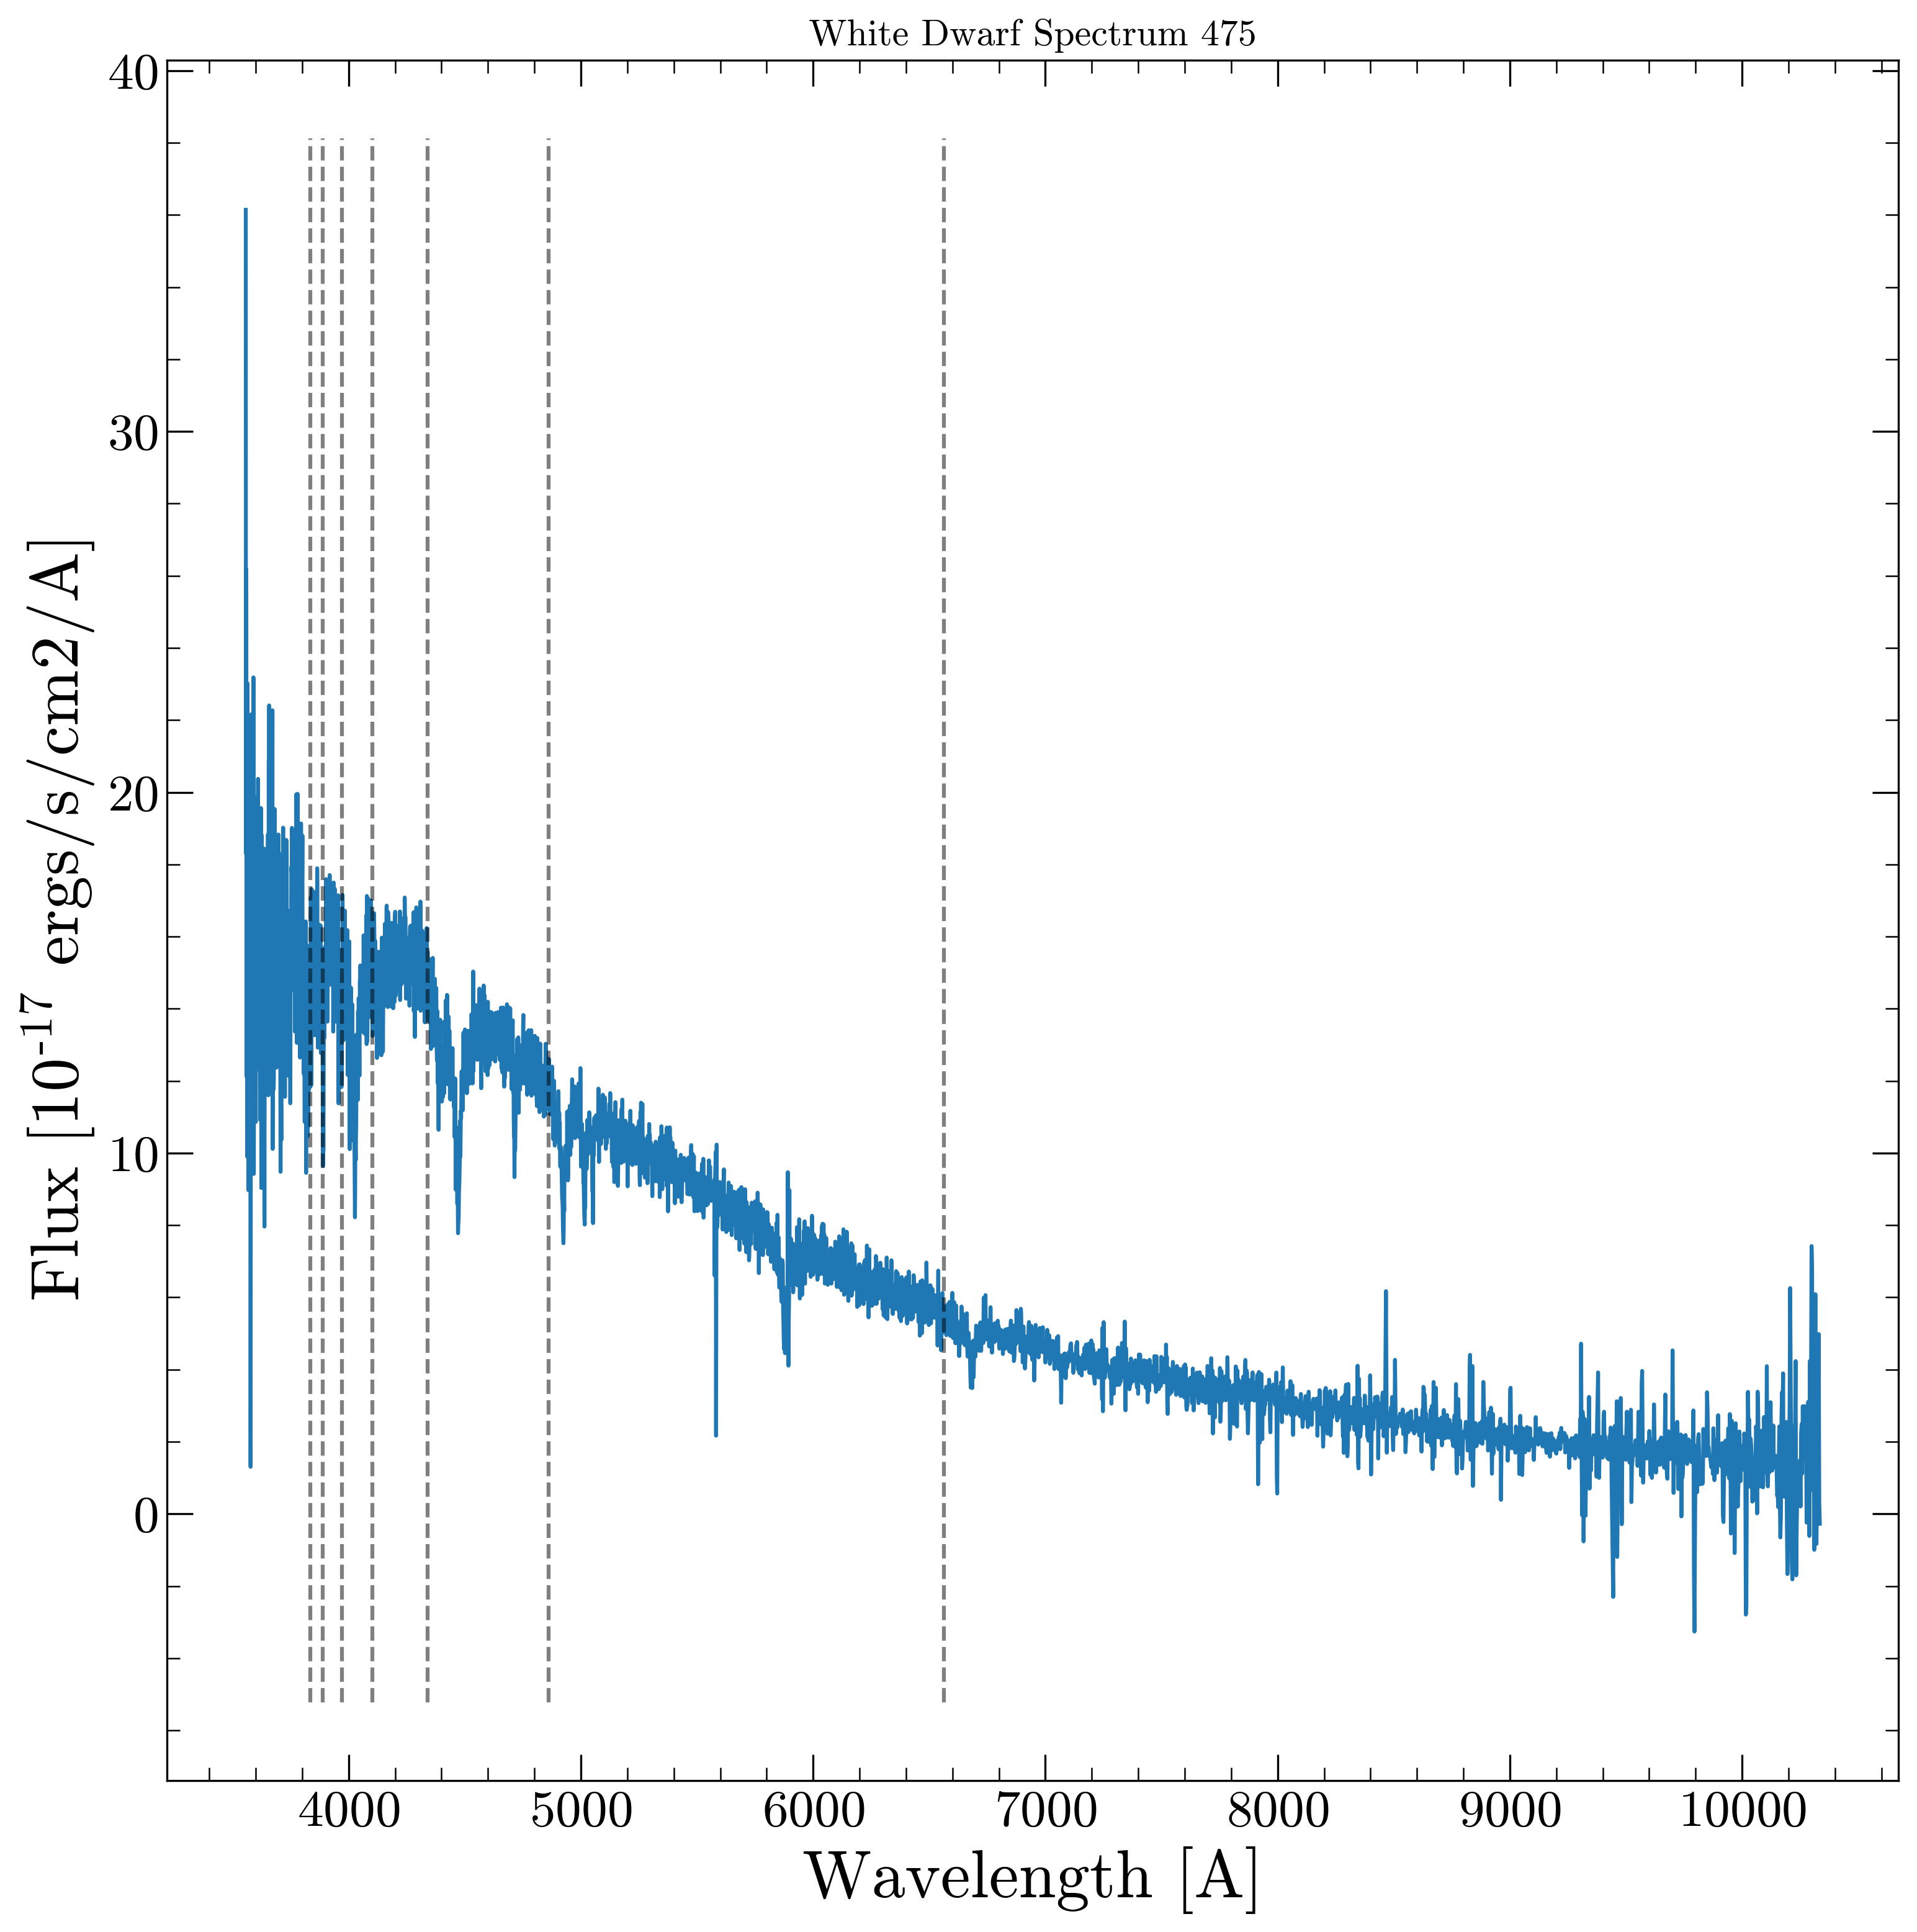 White Dwarf Spectrum 475
40
30
20
10
0
Flux [10-17 ergs/s/cm2/A]
4000 5000 6000 7000 8000 9000 10000
Wavelength [A]